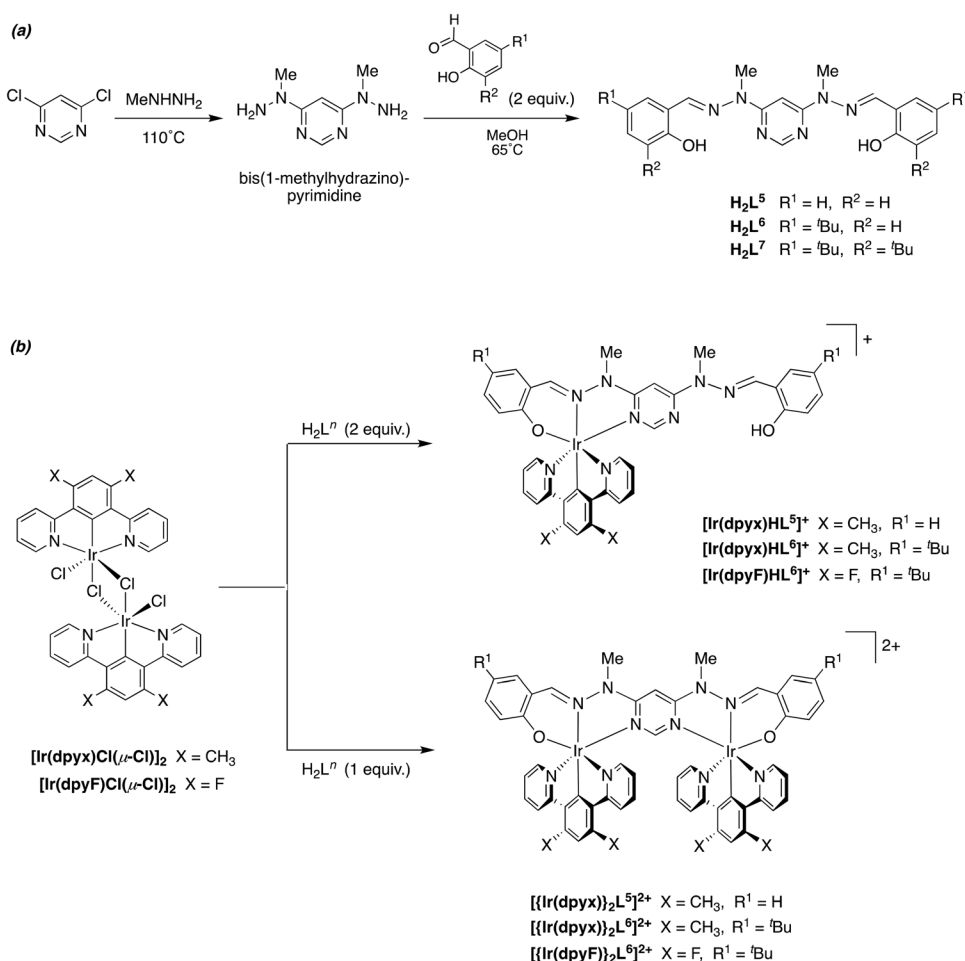 (a)
Cl
Cl
N
N
MeNHNH2
110˚C
Me
Me
H2N
N
N
NH2
N
N
bis(1-methylhydrazino)-
pyrimidine
H
O
R1
HO
R2
(2 equiv.)
MeOH
65˚C
Me
Me
R1
N
N
N
N
R1
N
N
OH
HO
R2
R2
H2L5 R1 = H, R2 = H
H2L6 R1 = tBu, R2 = H
H2L7 R1 = tBu, R2 = tBu
(b)
X
X
N
N
Ir
Cl
Cl
Cl
Cl
Ir
N
N
X
X
[Ir(dpyx)Cl(μ-Cl)]2 X = CH3
[Ir(dpyF)Cl(μ-Cl)]2 X = F
H2Ln (2 equiv.)
H2Ln (1 equiv.)
+
R1
Me
Me
R1
N
N
N
N
N
N
O
HO
Ir
N
N
X
X
[Ir(dpyx)HL5]+ X = CH3, R1 = H
[Ir(dpyx)HL6]+ X = CH3, R1 = tBu
[Ir(dpyF)HL6]+ X = F, R1 = tBu
2+
R1
Me
Me
R1
N
N
N
N
N
N
O
O
Ir
Ir
N
N
N
N
X
X
X
X
[{Ir(dpyx)}2L5]2+ X = CH3, R1 = H
[{Ir(dpyx)}2L6]2+ X = CH3, R1 = tBu
[{Ir(dpyF)}2L6]2+ X = F, R1 = tBu